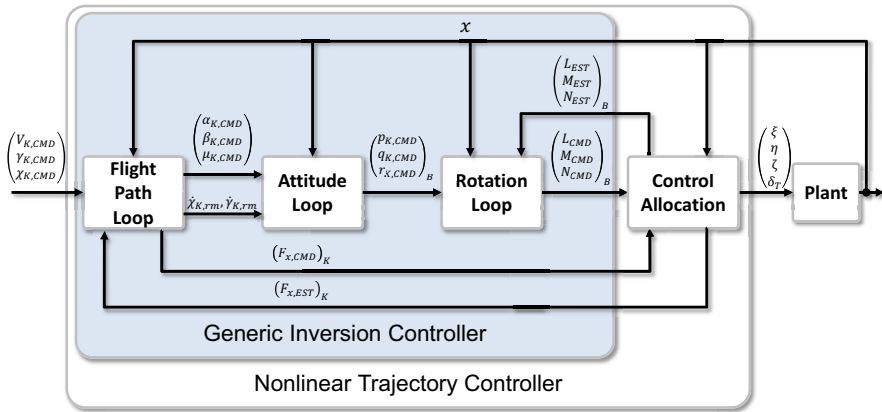 x
(L_EST M_EST N_EST)_B
(V_K,CMD γ_K,CMD χ_K,CMD)
(α_K,CMD β_K,CMD μ_K,CMD)
(p_K,CMD q_K,CMD r_X,CMD)_B
(L_CMD M_CMD N_CMD)_B
(ξ η ζ δ_T)
Flight
Path
Loop
Attitude
Loop
Rotation
Loop
Control
Allocation
Plant
χ̇_K,rm, γ̇_K,rm
(F_x,CMD)_K
(F_x,EST)_K
Generic Inversion Controller
Nonlinear Trajectory Controller